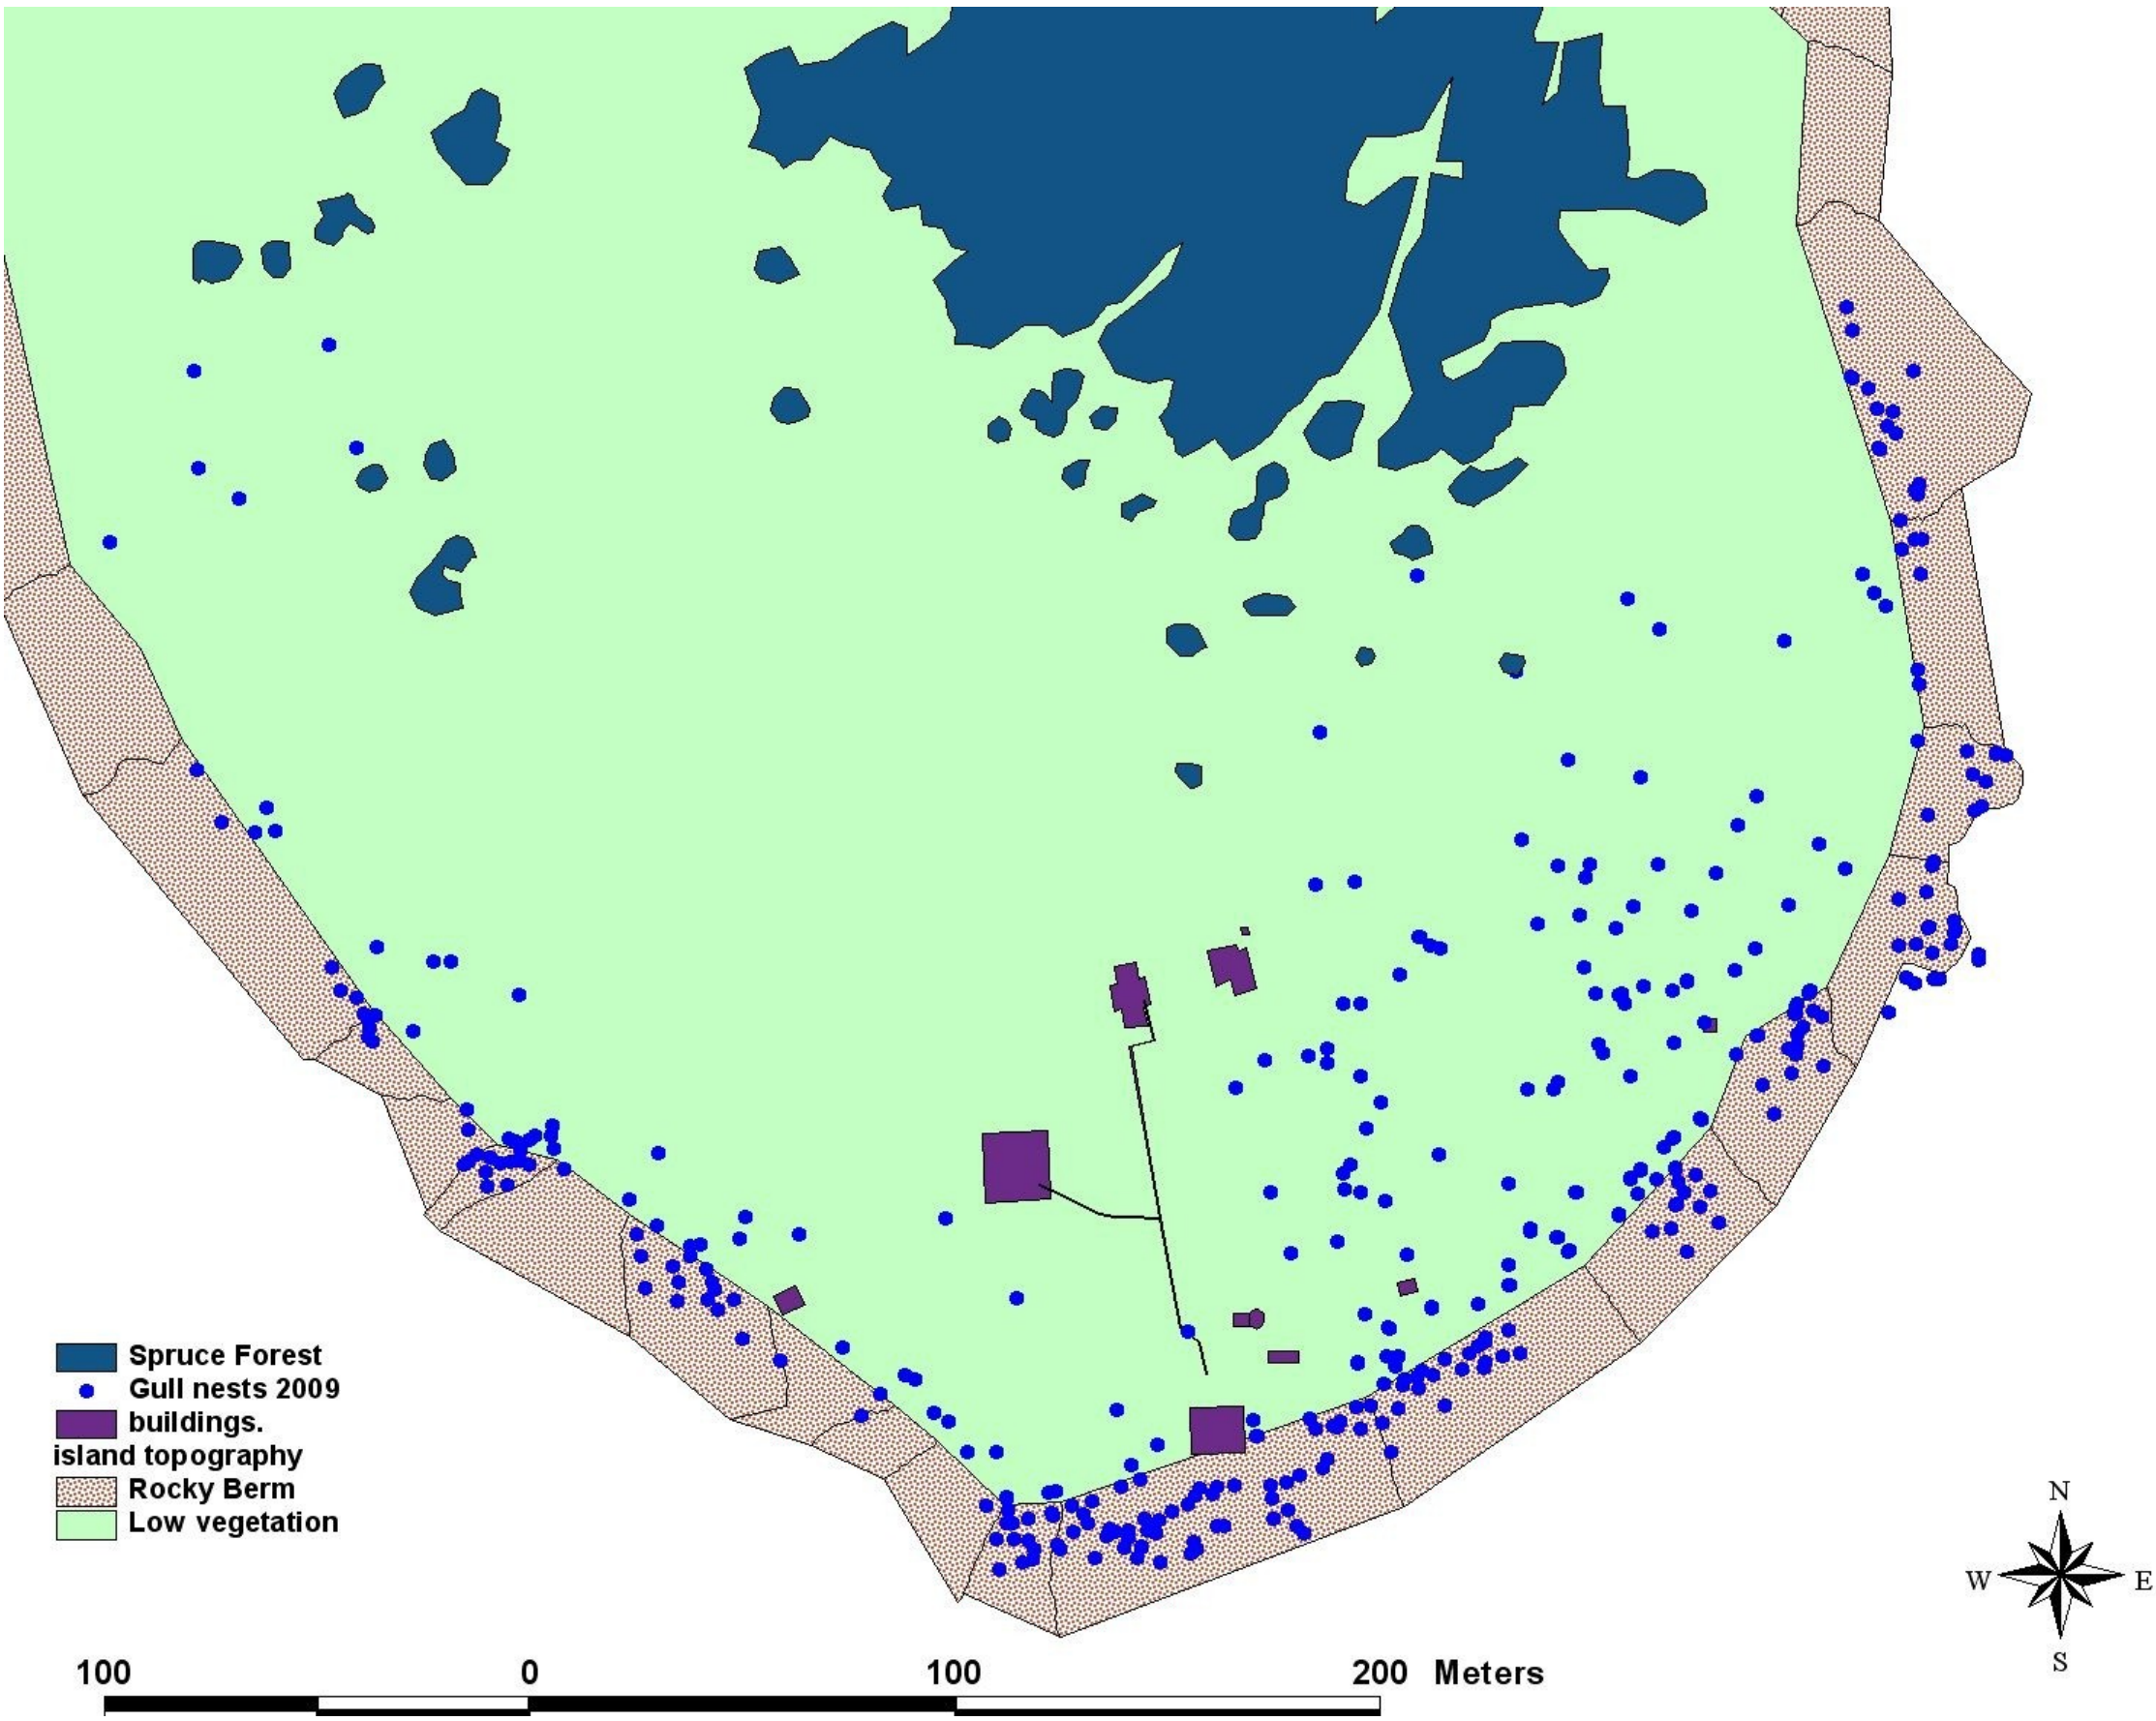 Spruce Forest
Gull nests 2009
buildings.
island topography
Rocky Berm
Low vegetation
N
W E
S
100 0 100 200 Meters